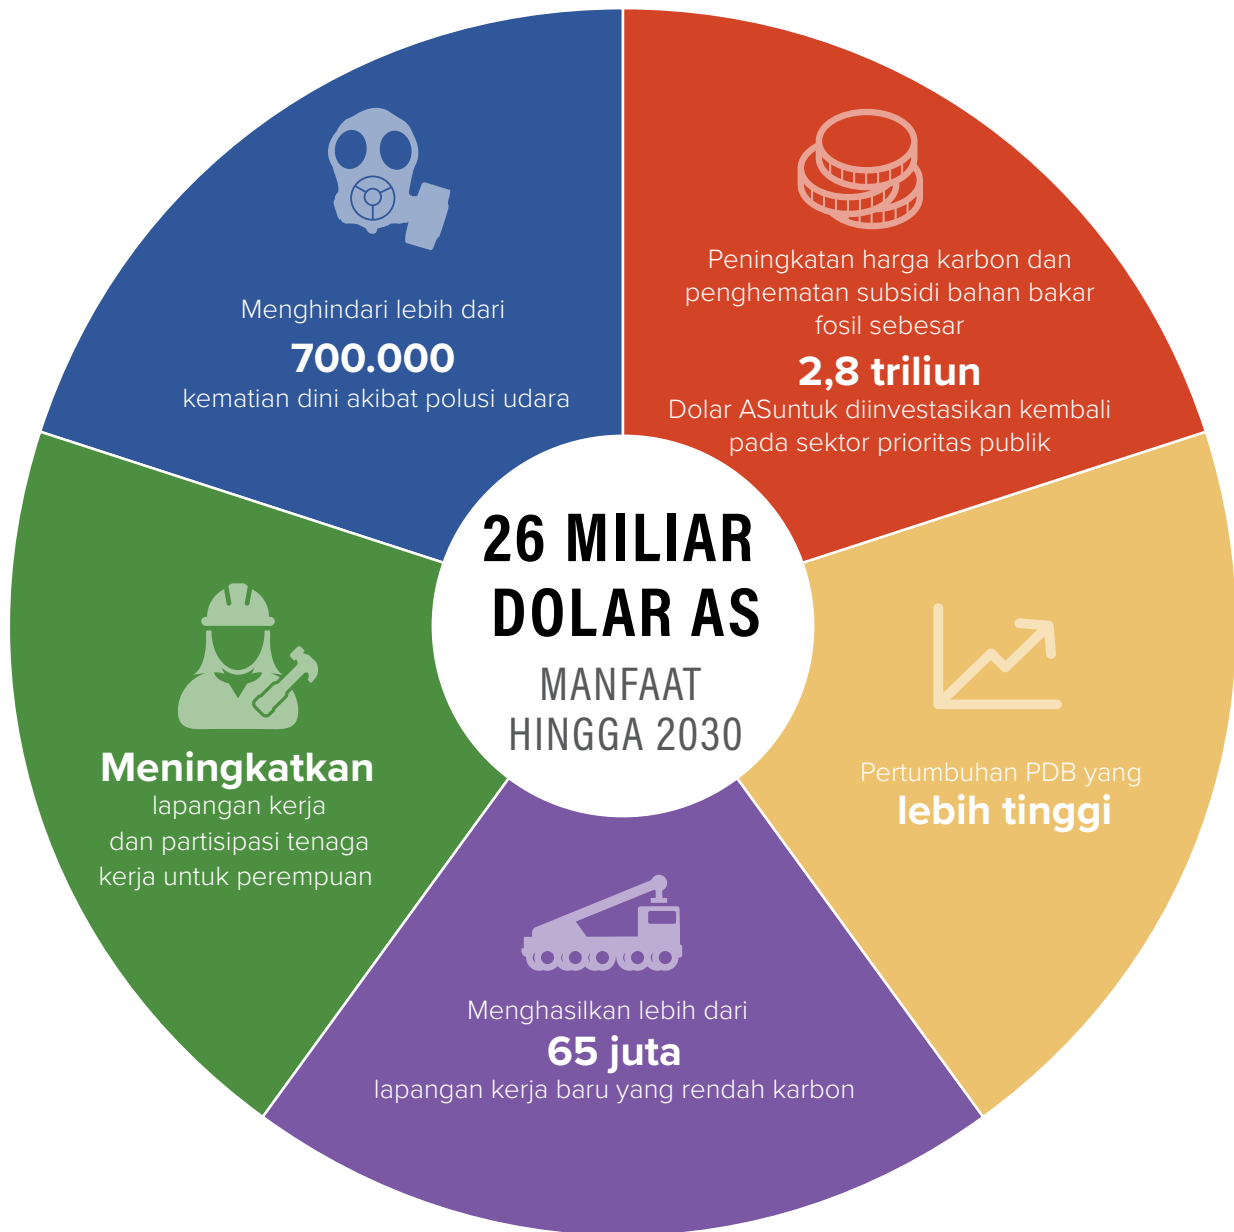 Menghindari lebih dari
700.000
kematian dini akibat polusi udara
Peningkatan harga karbon dan
penghematan subsidi bahan bakar
fosil sebesar
2,8 triliun
Dolar ASuntuk diinvestasikan kembali
pada sektor prioritas publik
26 MILIAR
DOLAR AS
MANFAAT
HINGGA 2030
Meningkatkan
lapangan kerja
dan partisipasi tenaga
kerja untuk perempuan
Pertumbuhan PDB yang
lebih tinggi
Menghasilkan lebih dari
65 juta
lapangan kerja baru yang rendah karbon